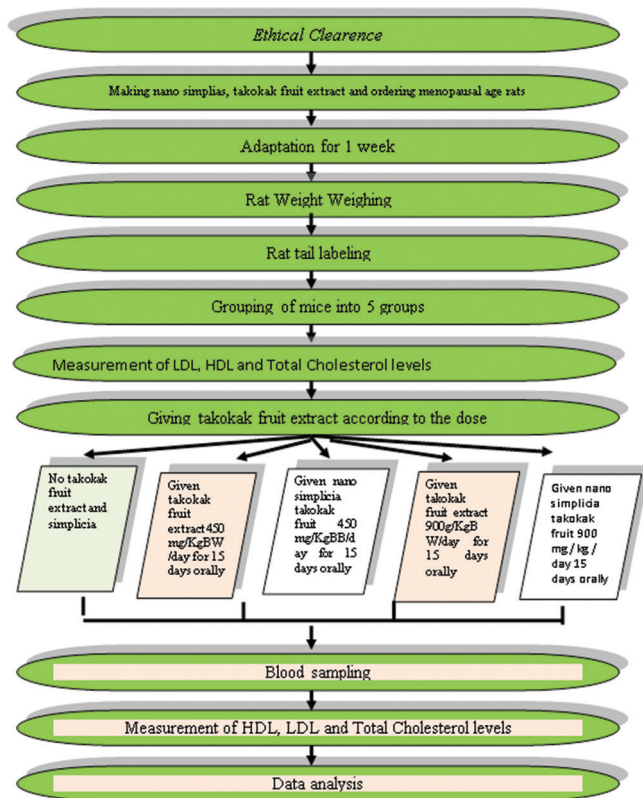 Ethical Clearence
Making nano simplias, takokak fruit extract and ordering menopausal age rats
Adaptation for 1 week
Rat Weight Weighing
Rat tail labeling
Grouping of mice into 5 groups
Measurement of LDL, HDL and Total Cholesterol levels
Giving takokak fruit extract according to the dose
No takokak
fruit
extract and
simplicia
Given
takokak
fruit
extract 450
mg/KgBW
/day for 15
days orally
Given nano
simplicia
takokak
fruit 450
mg/KgBB/d
ay for 15
days orally
Given
takokak
fruit extract
900g/KgB
W/day for
15 days
orally
Given nano
simplicia
takokak
fruit 900
mg / kg /
day 15
days orally
Blood sampling
Measurement of HDL, LDL and Total Cholesterol levels
Data analysis